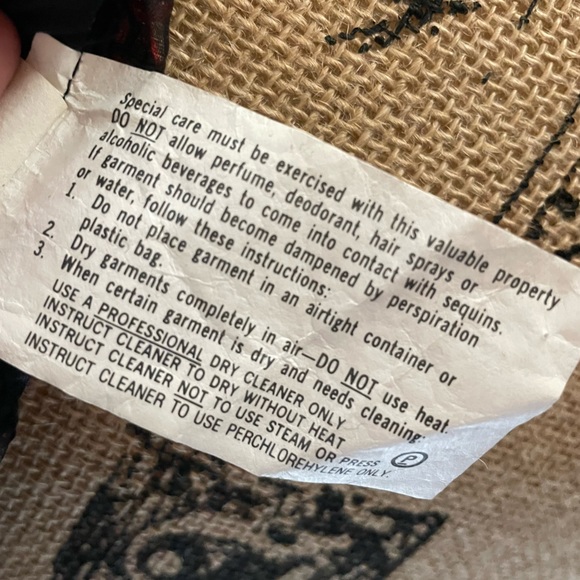 Special care must be exercised with this valuable property
DO NOT allow perfume, deodorant, hair sprays or
alcoholic beverages to come into contact with sequins.
If garment should become dampened by perspiration
or water, follow these instructions:
1. Do not place garment in an airtight container or
plastic bag.
2. Dry garments completely in air—DO NOT use heat.
3. When certain garment is dry and needs cleaning:
USE A PROFESSIONAL DRY CLEANER ONLY
INSTRUCT CLEANER TO DRY WITHOUT HEAT
INSTRUCT CLEANER NOT TO USE STEAM OR PRESS
INSTRUCT CLEANER TO USE PERCHLOREHYLENE ONLY. P